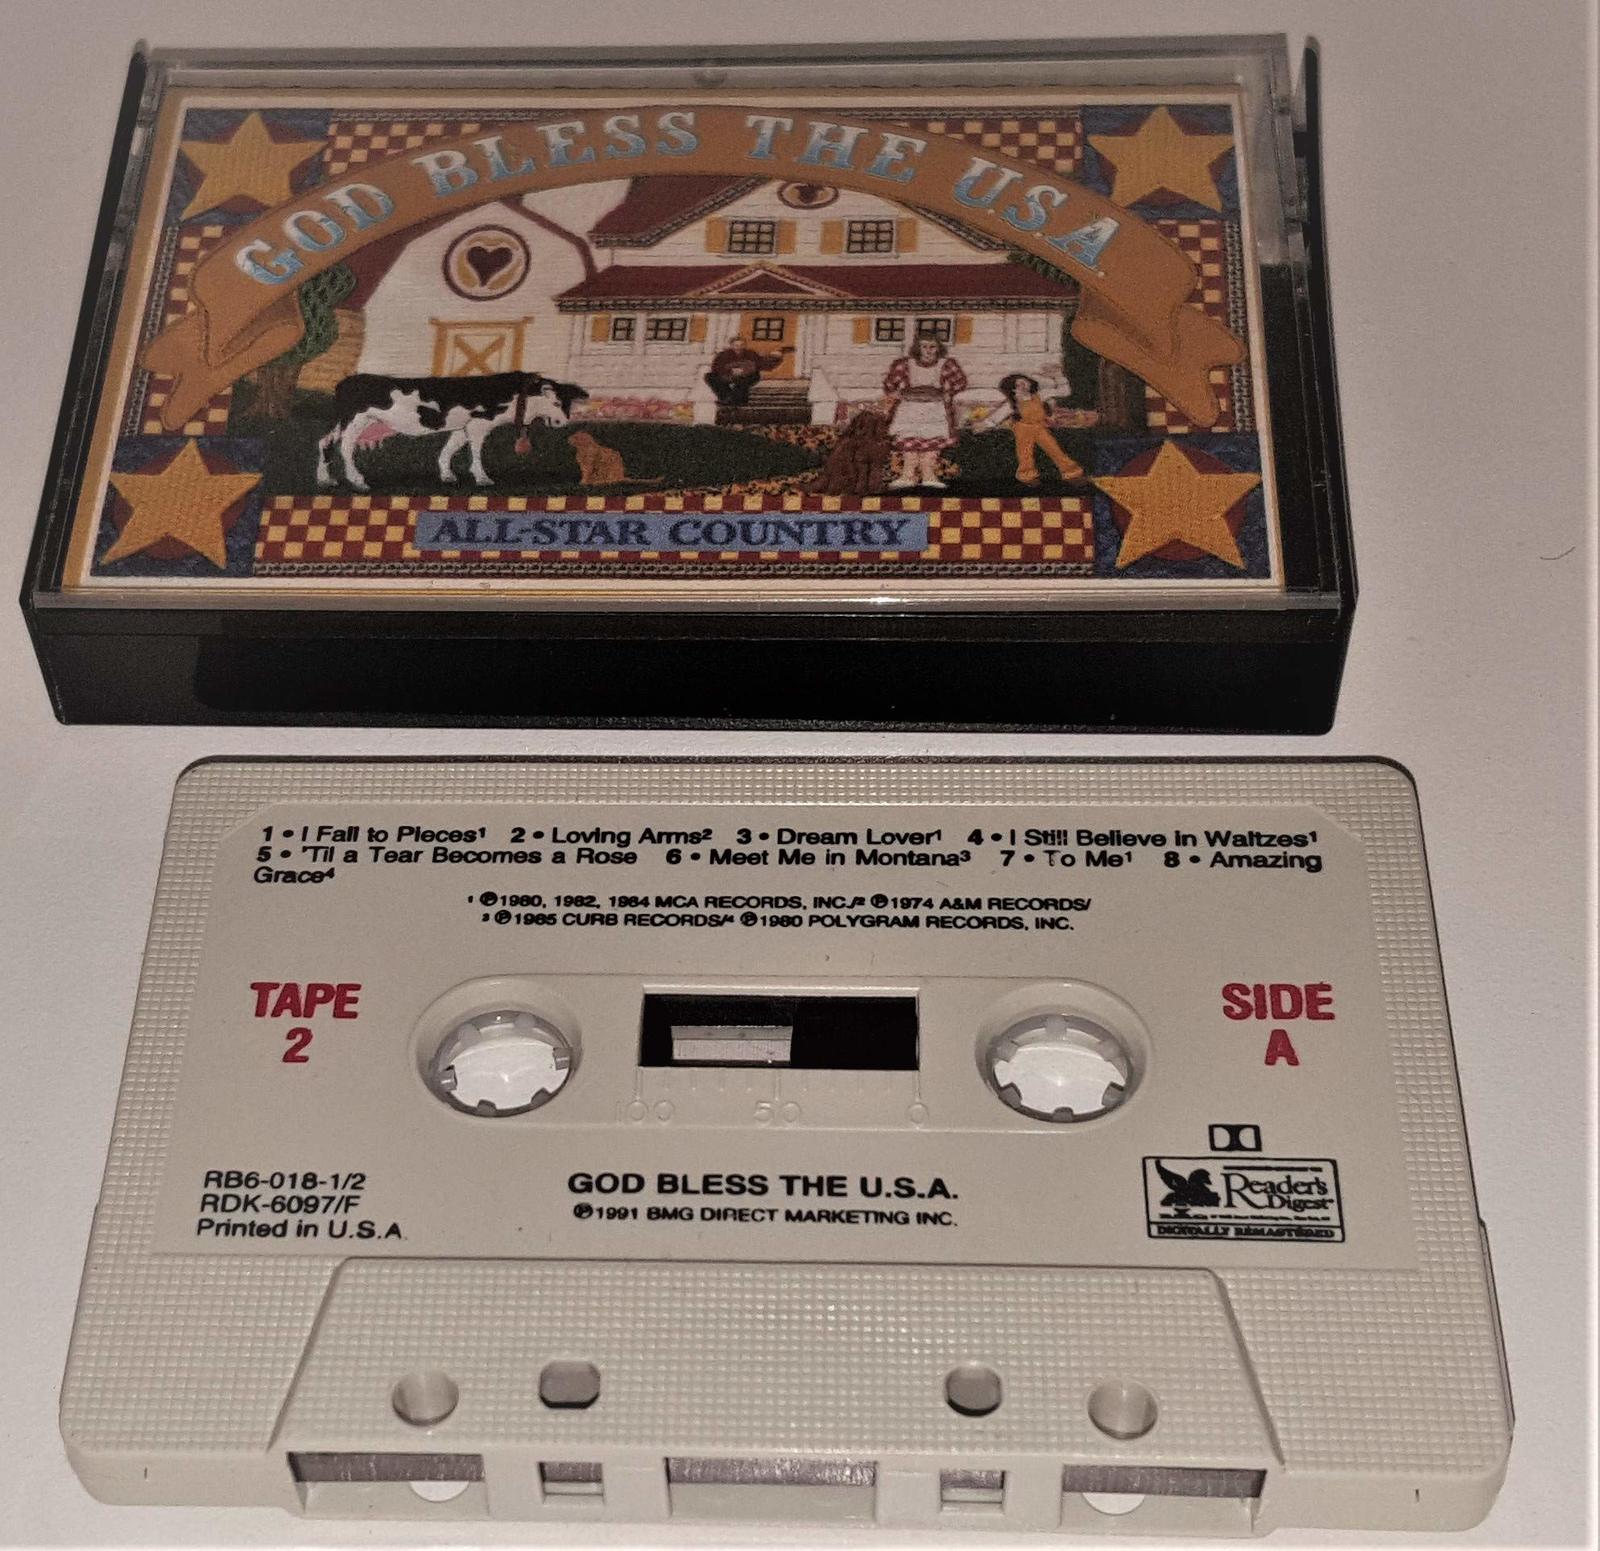 GOD BLESS THE U.S.A.
ALL-STAR COUNTRY
1 • I Fall to Pieces¹ 2 • Loving Arms² 3 • Dream Lover¹ 4 • I Still Believe in Waltzes¹
5 • 'Til a Tear Becomes a Rose 6 • Meet Me in Montana³ 7 • To Me¹ 8 • Amazing
Grace⁴
¹ ℗1980, 1982, 1984 MCA RECORDS, INC./² ℗1974 A&M RECORDS/
³ ℗1985 CURB RECORDS/⁴ ℗1980 POLYGRAM RECORDS, INC.
TAPE
2
SIDE
A
100 50 0
RB6-018-1/2
RDK-6097/F
Printed in U.S.A.
GOD BLESS THE U.S.A.
℗1991 BMG DIRECT MARKETING INC.
Reader's
Digest
DIGITALLY REMASTERED